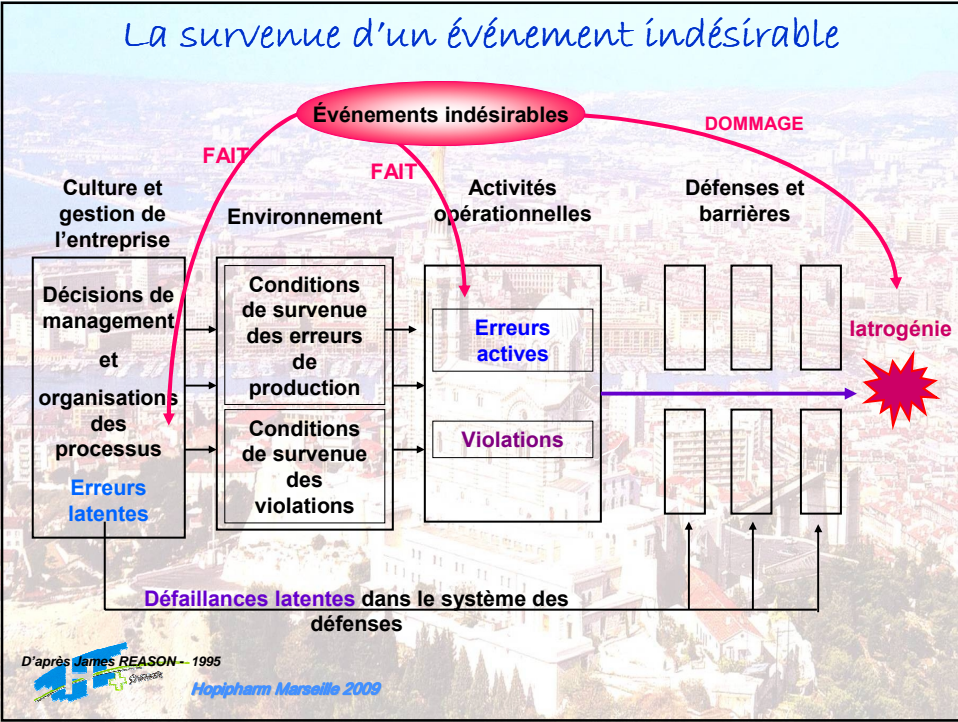 La survenue d'un événement indésirable
Événements indésirables
DOMMAGE
FAIT
FAIT
Culture et
gestion de
l'entreprise
Environnement
Activités
opérationnelles
Défenses et
barrières
Décisions de
management
et
organisations
des
processus
Erreurs
latentes
Conditions
de survenue
des erreurs
de
production
Conditions
de survenue
des
violations
Erreurs
actives
Violations
Iatrogénie
Défaillances latentes dans le système des
défenses
D'après James REASON - 1995
Hopipharm Marseille 2009